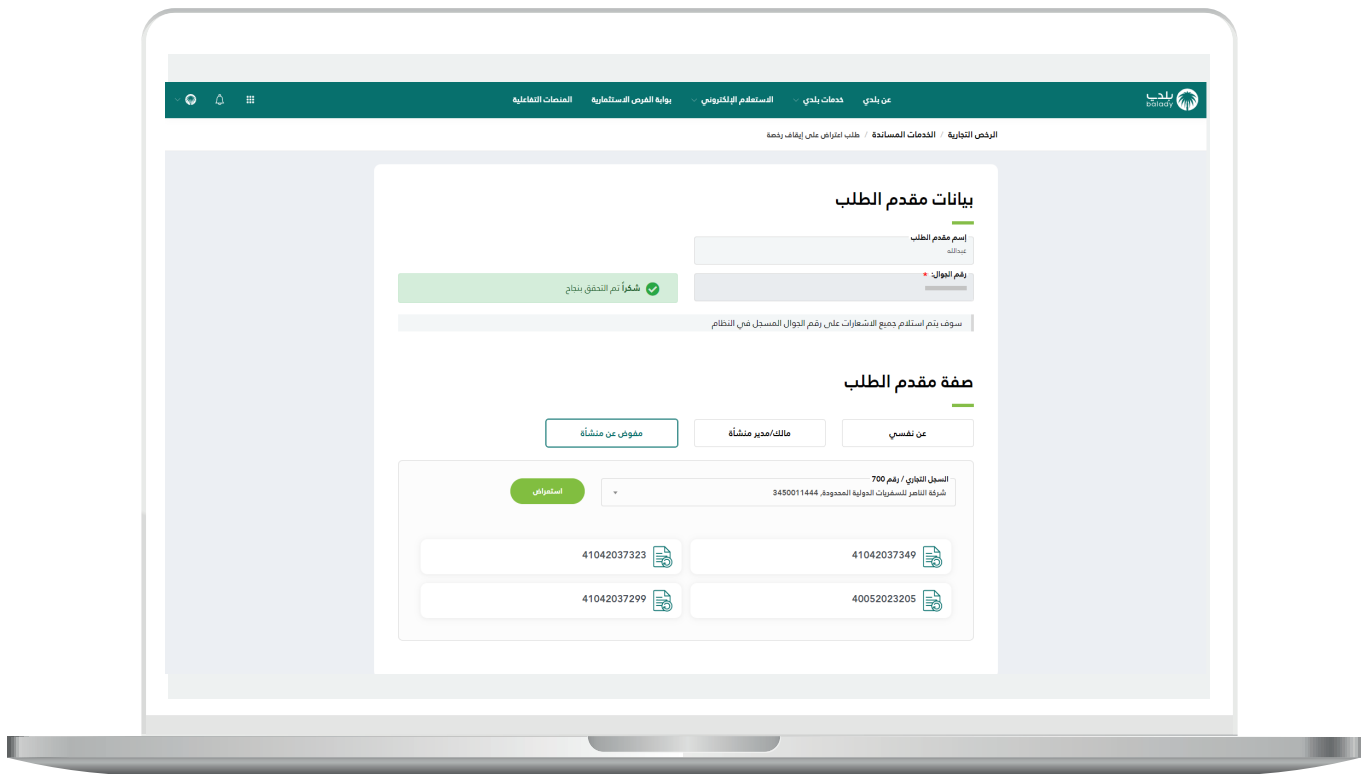 بلدي
balady
عن بلدي
خدمات بلدي
الاستعلام الإلكتروني
بوابة الفرص الاستثمارية
المنصات التفاعلية
الرخص التجارية / الخدمات المساندة / طلب اعتراض على إيقاف رخصة
بيانات مقدم الطلب
إسم مقدم الطلب
عبدالله
رقم الجوال: *
شكراً تم التحقق بنجاح
سوف يتم استلام جميع الاشعارات على رقم الجوال المسجل في النظام
صفة مقدم الطلب
عن نفسي
مالك/مدير منشأة
مفوض عن منشأة
السجل التجاري / رقم 700
شركة الناصر للسفريات الدولية المحدودة, 3450011444
استعراض
41042037349
41042037323
40052023205
41042037299